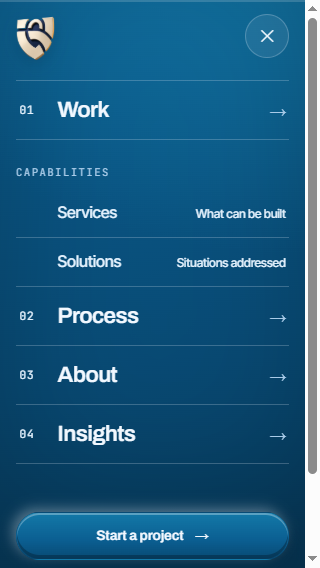 01 Work →
CAPABILITIES
Services What can be built
Solutions Situations addressed
02 Process →
03 About →
04 Insights →
Start a project →